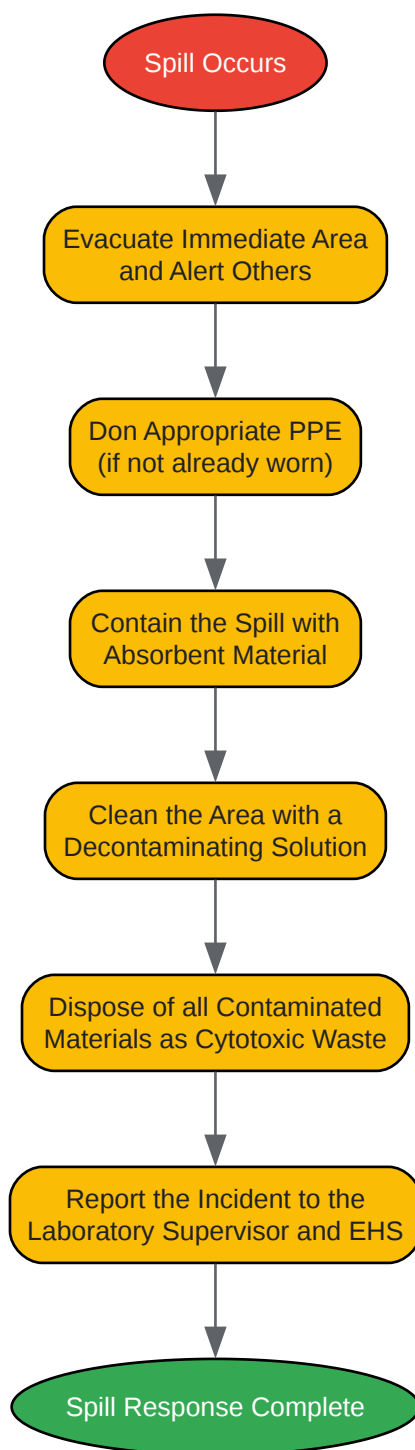 Spill Occurs
Evacuate Immediate Area
and Alert Others
Don Appropriate PPE
(if not already worn)
Contain the Spill with
Absorbent Material
Clean the Area with a
Decontaminating Solution
Dispose of all Contaminated
Materials as Cytotoxic Waste
Report the Incident to the
Laboratory Supervisor and EHS
Spill Response Complete